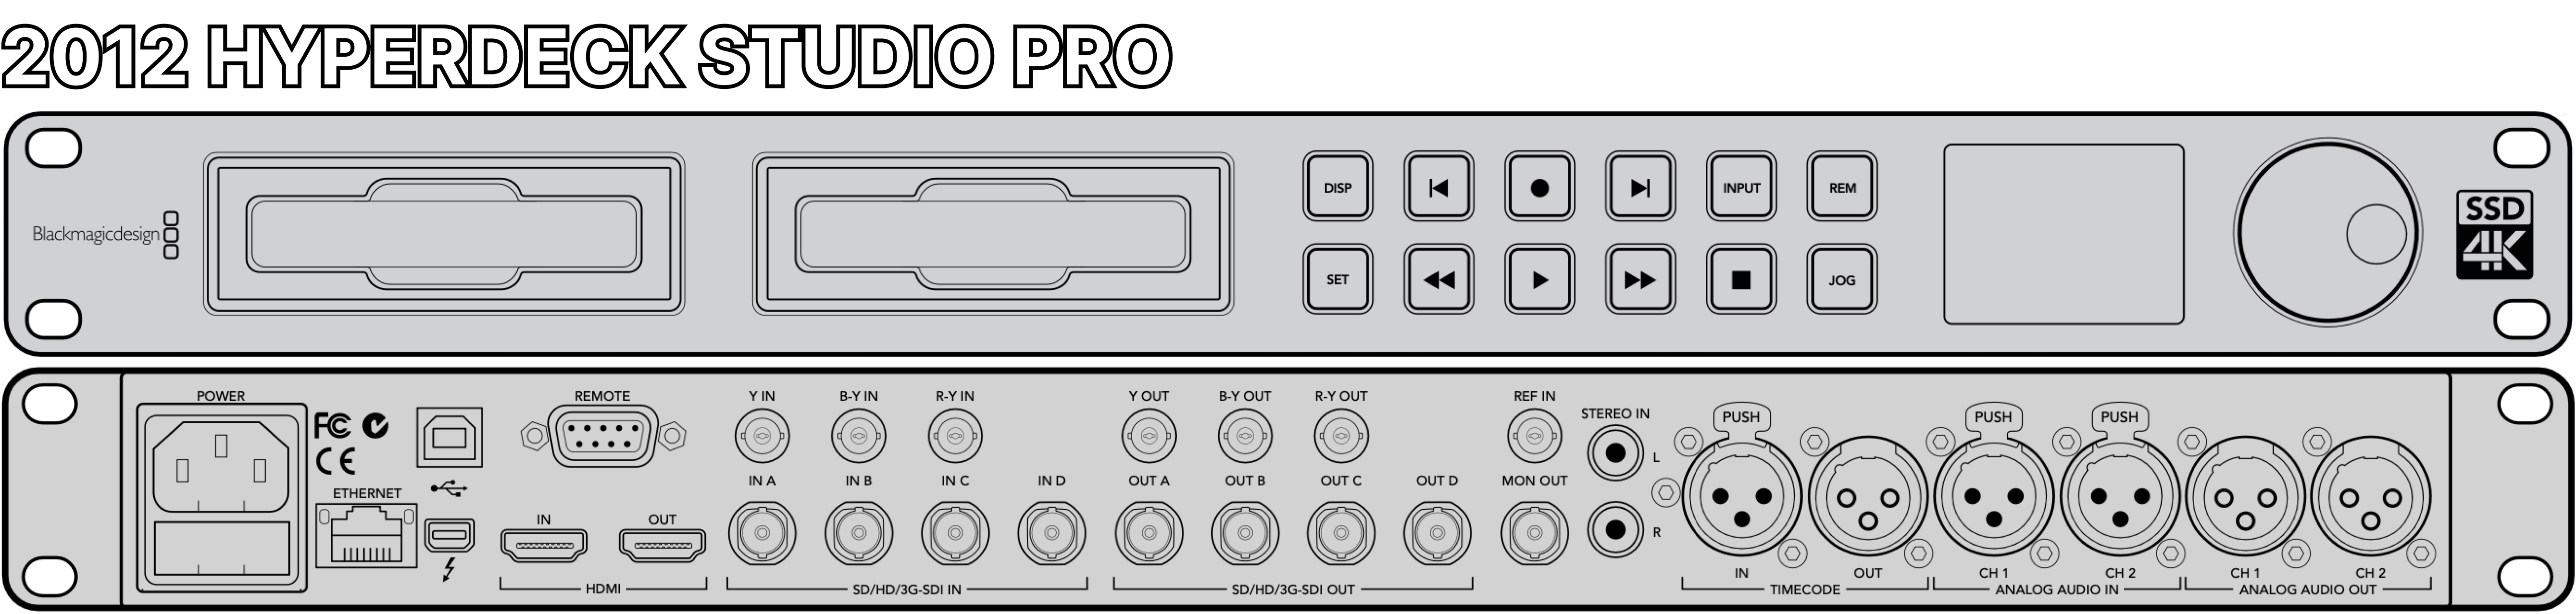 2012 HYPERDECK STUDIO PRO
DISP
INPUT
REM
Blackmagicdesign
SET
JOG
SSD
4K
POWER
REMOTE
Y IN
B-Y IN
R-Y IN
Y OUT
B-Y OUT
R-Y OUT
REF IN
STEREO IN
PUSH
PUSH
PUSH
FC
CE
L
ETHERNET
IN A
IN B
IN C
IN D
OUT A
OUT B
OUT C
OUT D
MON OUT
IN
OUT
R
HDMI
SD/HD/3G-SDI IN
SD/HD/3G-SDI OUT
IN
OUT
CH 1
CH 2
CH 1
CH 2
TIMECODE
ANALOG AUDIO IN
ANALOG AUDIO OUT